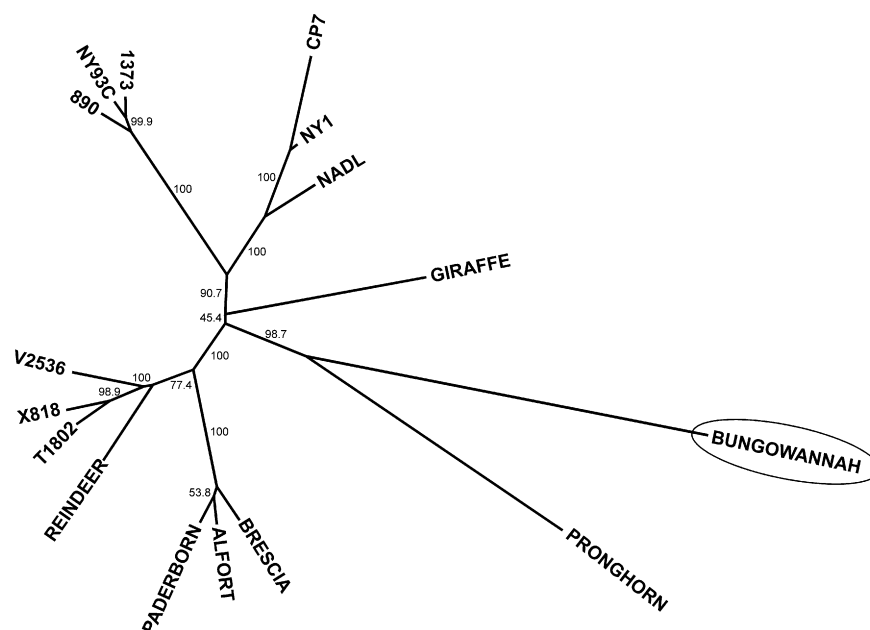 CP7
1373
NY93C
890
99.9
NY1
NADL
100
100
100
GIRAFFE
90.7
45.4
98.7
100
V2536
100
77.4
98.9
X818
T1802
REINDEER
100
BUNGOWANNAH
53.8
PADERBORN
ALFORT
BRESCIA
PRONGHORN